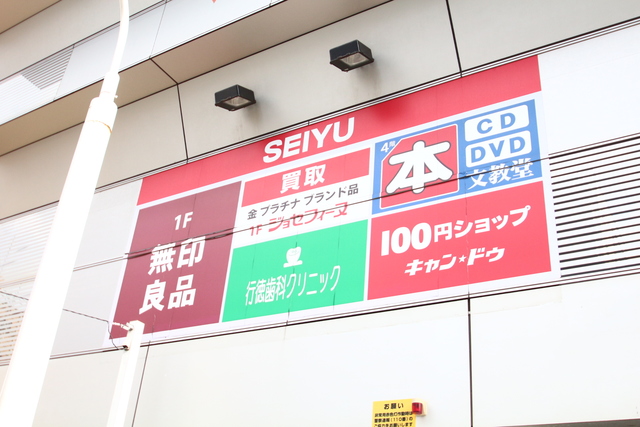 SEIYU
1F
無印
良品
買取
金 プラチナ ブランド品
1F ジョセフィーヌ
行徳歯科クリニック
4階
本
CD
DVD
文教堂
100円ショップ
キャン★ドゥ
お願い